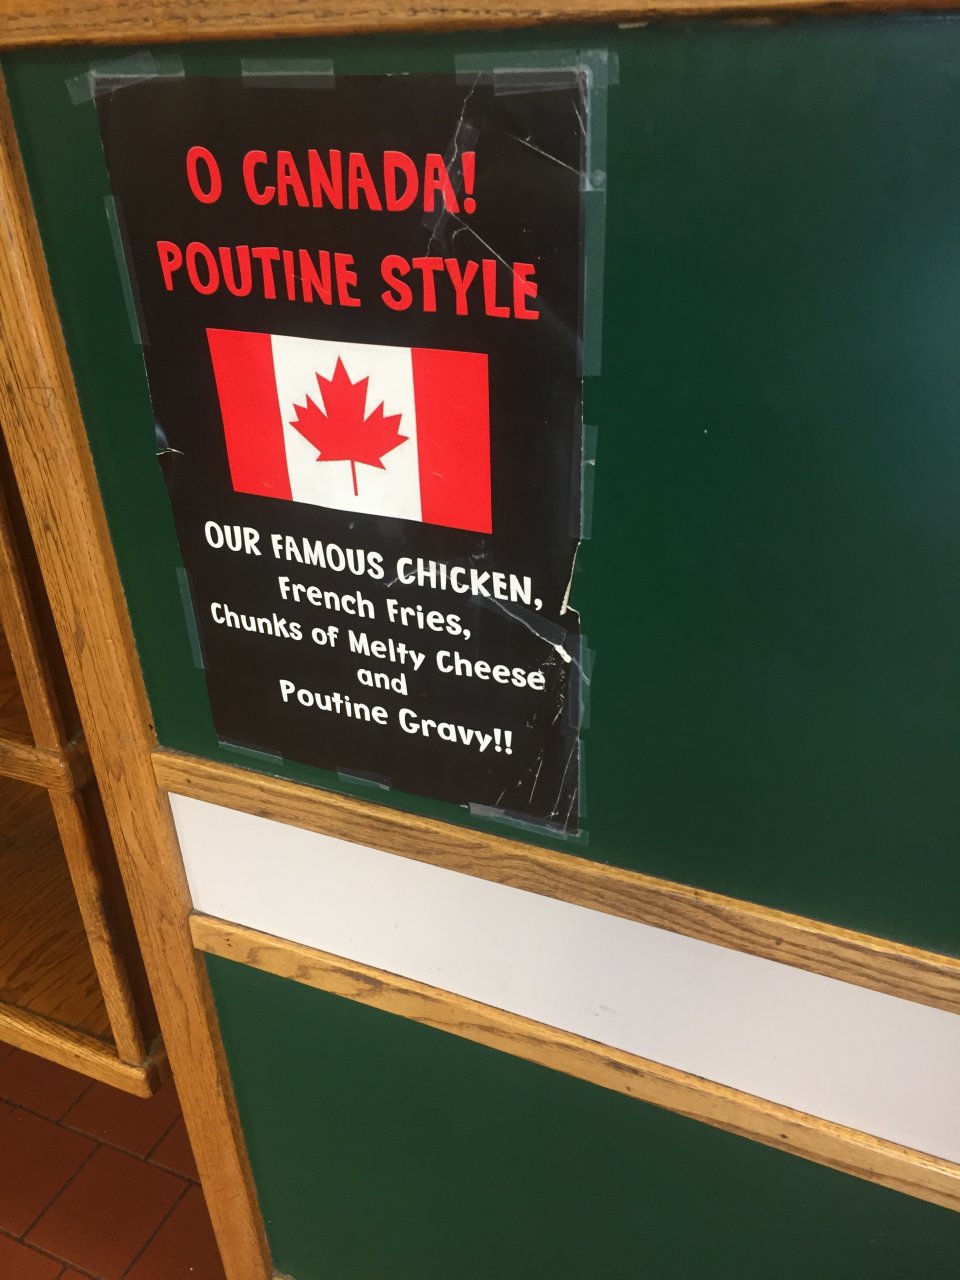 O CANADA!
POUTINE STYLE
OUR FAMOUS CHICKEN,
French Fries,
Chunks of Melty Cheese
and
Poutine Gravy!!